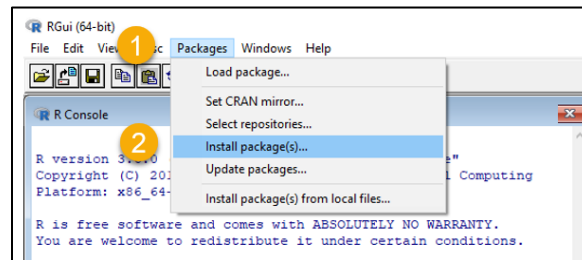 RGui (64-bit)
File Edit Packages Windows Help
1
Load package...
R Console
Set CRAN mirror...
Select repositories...
2
Install package(s)...
R version
Update packages...
Copyright (C) Computing
Platform: x86_64-
Install package(s) from local files...
R is free software and comes with ABSOLUTELY NO WARRANTY.
You are welcome to redistribute it under certain conditions.